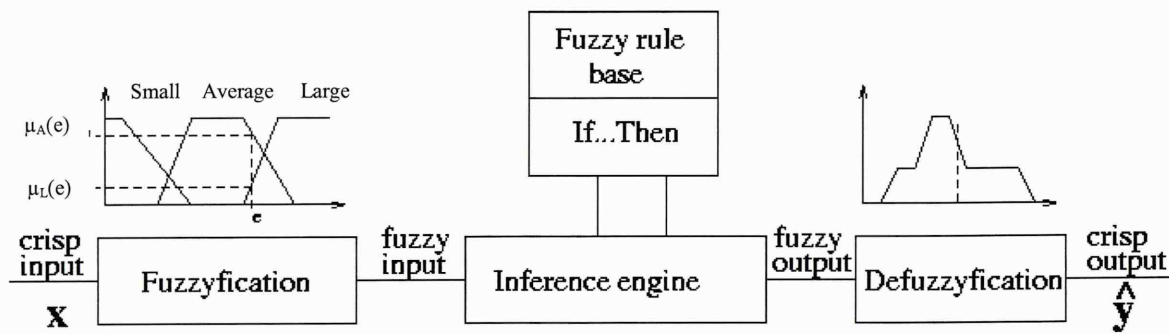 Fuzzy rule
base
If...Then
Small Average Large
μA(e)
μL(e)
e
crisp
input
x
Fuzzyfication
fuzzy
input
Inference engine
fuzzy
output
Defuzzyfication
crisp
output
ŷ